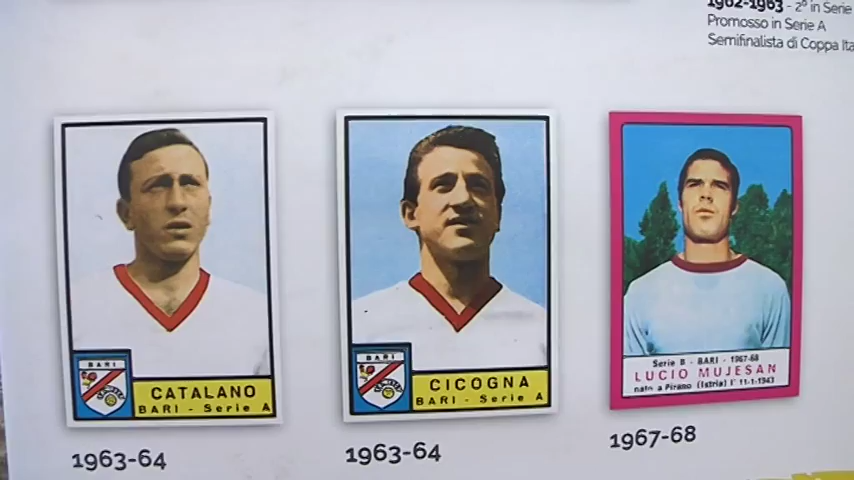 1962-1963 - 2° in Serie
Promosso in Serie A
Semifinalista di Coppa Ita
BARI
CATALANO
BARI - Serie A
1963-64
BARI
CICOGNA
BARI - Serie A
1963-64
Serie B - BARI - 1967-68
LUCIO MUJESAN
nato a Pirano (Istria) l' 11-1-1943
1967-68